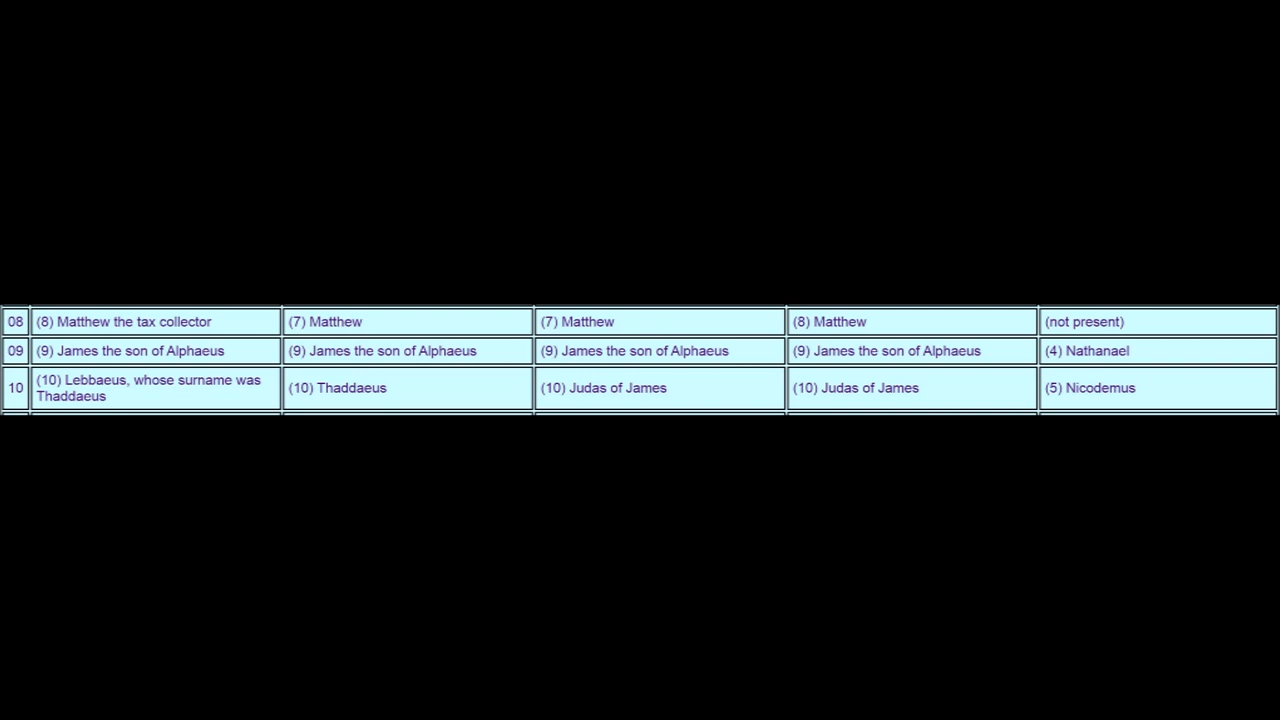 08 (8) Matthew the tax collector (7) Matthew (7) Matthew (8) Matthew (not present)
09 (9) James the son of Alphaeus (9) James the son of Alphaeus (9) James the son of Alphaeus (9) James the son of Alphaeus (4) Nathanael
10 (10) Lebbaeus, whose surname was
Thaddaeus (10) Thaddaeus (10) Judas of James (10) Judas of James (5) Nicodemus